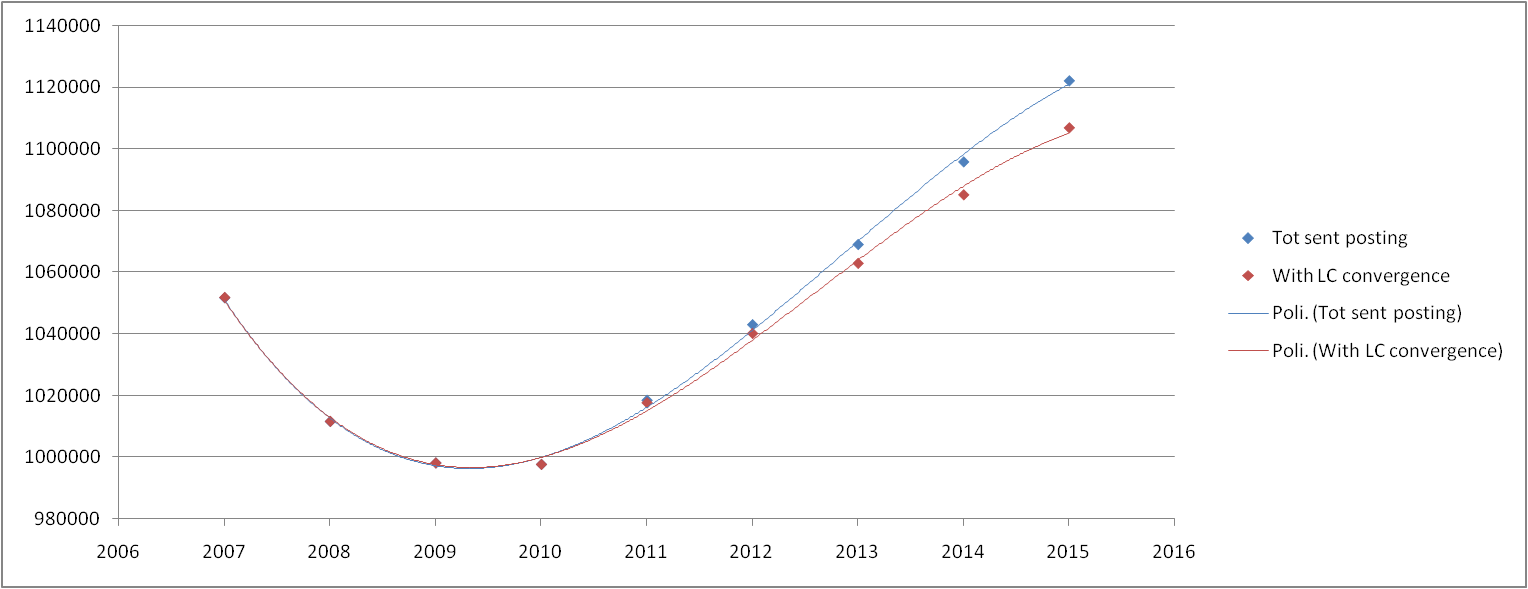 1140000
1120000
1100000
1080000
1060000
1040000
1020000
1000000
980000
2006 2007 2008 2009 2010 2011 2012 2013 2014 2015 2016
Tot sent posting
With LC convergence
Poli. (Tot sent posting)
Poli. (With LC convergence)